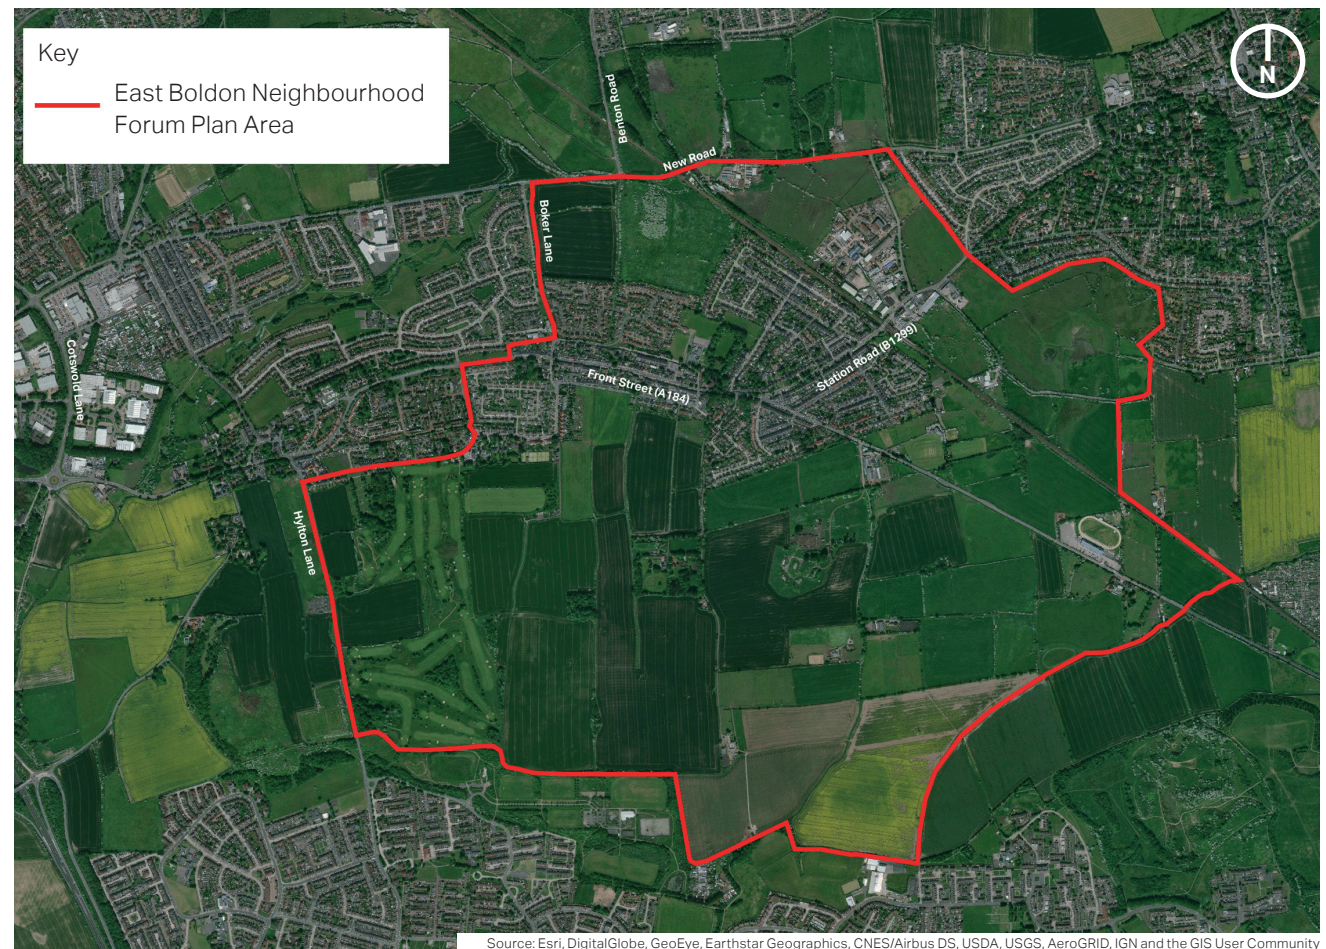 Key
East Boldon Neighbourhood
Forum Plan Area
N
Benton Road
New Road
Boker Lane
Cotswold Lane
Front Street (A184)
Station Road (B1299)
Hylton Lane
Source: Esri, DigitalGlobe, GeoEye, Earthstar Geographics, CNES/Airbus DS, USDA, USGS, AeroGRID, IGN and the GIS User Community